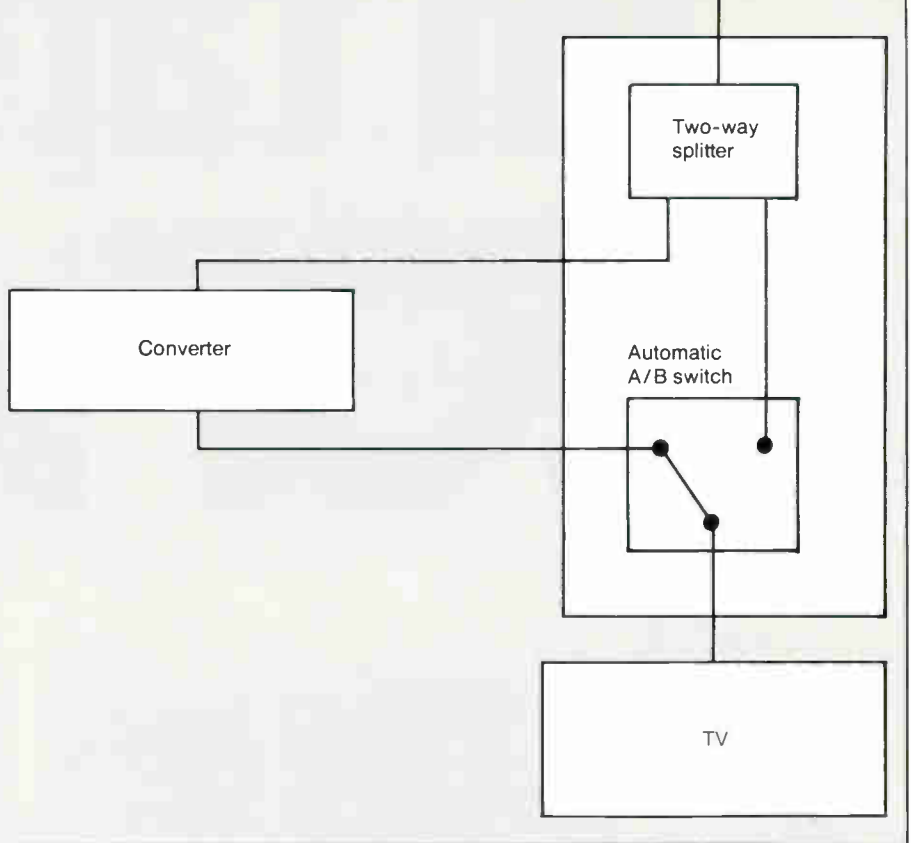 Two-way
splitter
Converter
Automatic
A/B switch
TV